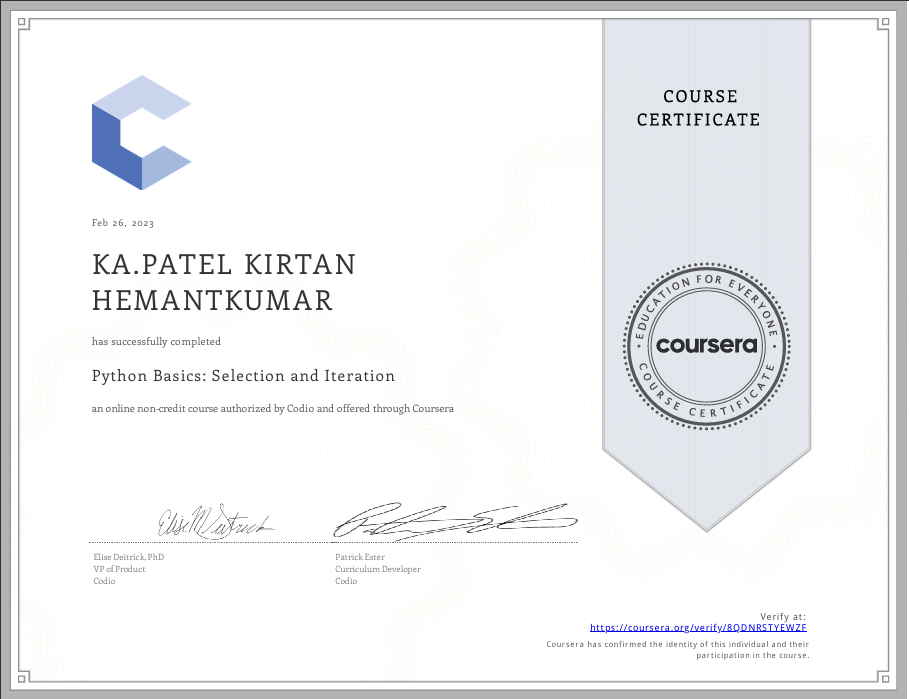 COURSE
CERTIFICATE
Feb 26, 2023
KA.PATEL KIRTAN
HEMANTKUMAR
has successfully completed
Python Basics: Selection and Iteration
an online non-credit course authorized by Codio and offered through Coursera
EDUCATION FOR EVERYONE
coursera
COURSE CERTIFICATE
Elise Deitrick, PhD
VP of Product
Codio
Patrick Ester
Curriculum Developer
Codio
Verify at:
https://coursera.org/verify/8QDNRSTYEWZF
Coursera has confirmed the identity of this individual and their
participation in the course.